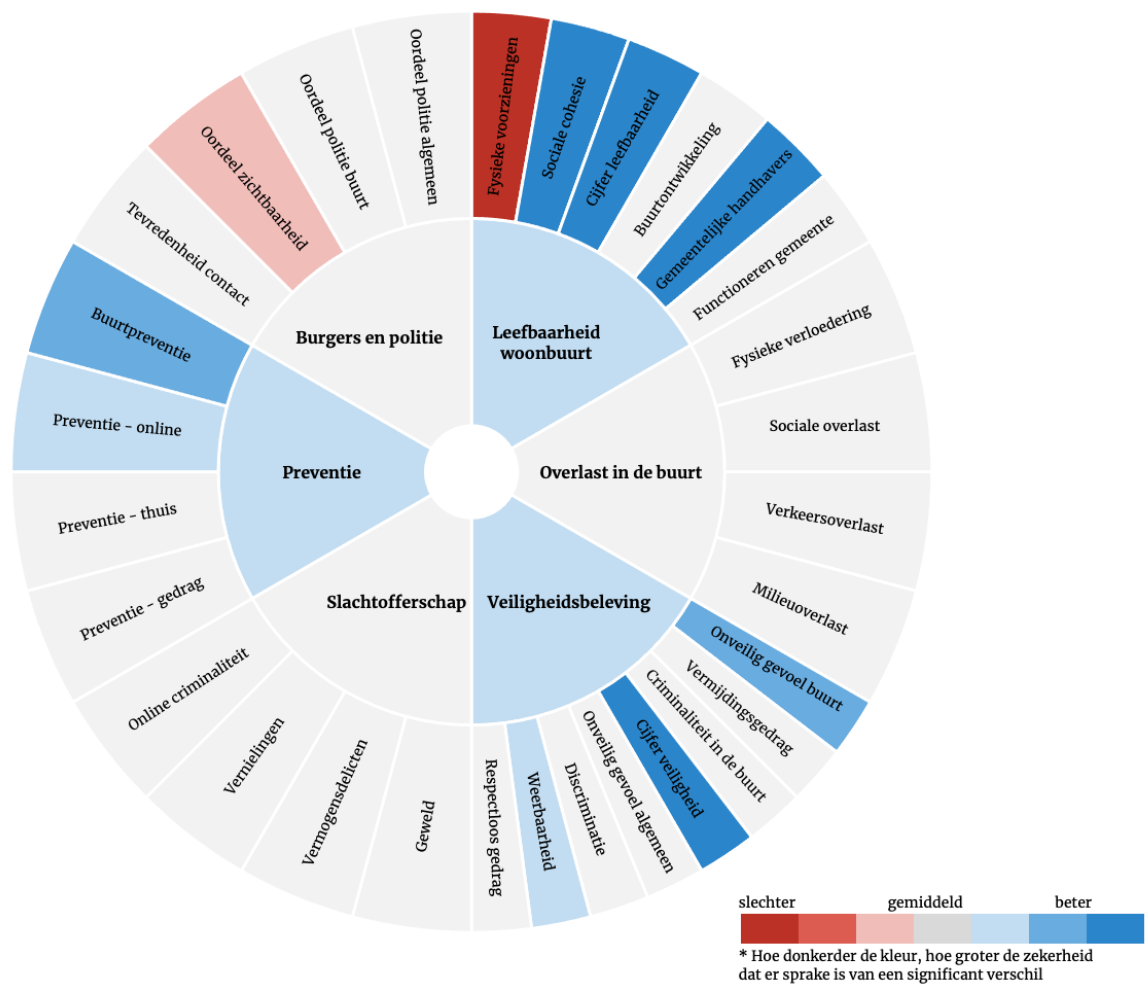 Fysieke voorzieningen
Sociale cohesie
Cijfer leefbaarheid
Buurtontwikkeling
Gemeentelijke handhavers
Functioneren gemeente
Fysieke verloedering
Sociale overlast
Verkeersoverlast
Milieuoverlast
Onveilig gevoel buurt
Vermijdingsgedrag
Criminaliteit in de buurt
Cijfer veiligheid
Onveilig gevoel algemeen
Discriminatie
Weerbaarheid
Respectloos gedrag
Geweld
Vermogensdelicten
Vernielingen
Online criminaliteit
Preventie - gedrag
Preventie - thuis
Preventie - online
Buurtpreventie
Tevredenheid contact
Oordeel zichtbaarheid
Oordeel politie buurt
Oordeel politie algemeen
Leefbaarheid
woonbuurt
Overlast in de buurt
Veiligheidsbeleving
Slachtofferschap
Preventie
Burgers en politie
slechter gemiddeld beter
* Hoe donkerder de kleur, hoe groter de zekerheid
dat er sprake is van een significant verschil